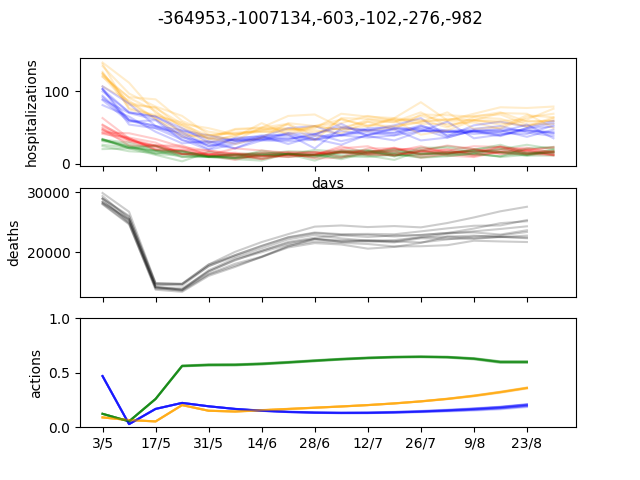 -364953,-1007134,-603,-102,-276,-982
hospitalizations
100
0
days
deaths
30000
20000
actions
1.0
0.5
0.0
3/5 17/5 31/5 14/6 28/6 12/7 26/7 9/8 23/8